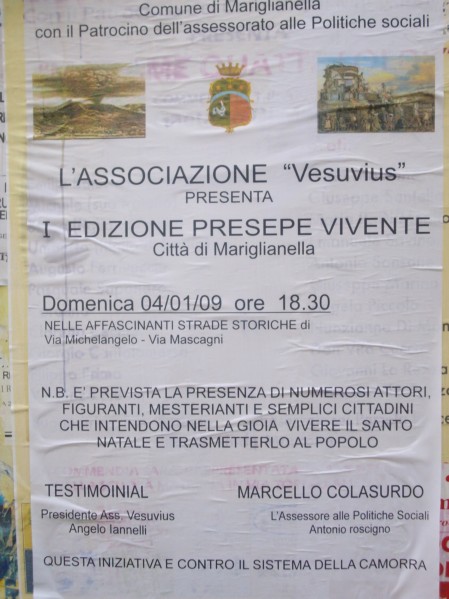 Comune di Mariglianella
con il Patrocino dell'assessorato alle Politiche sociali
L'ASSOCIAZIONE "Vesuvius"
PRESENTA
I EDIZIONE PRESEPE VIVENTE
Città di Mariglianella
Domenica 04/01/09 ore 18.30
NELLE AFFASCINANTI STRADE STORICHE di
Via Michelangelo - Via Mascagni
N.B. E' PREVISTA LA PRESENZA DI NUMEROSI ATTORI,
FIGURANTI, MESTERIANTI E SEMPLICI CITTADINI
CHE INTENDONO NELLA GIOIA VIVERE IL SANTO
NATALE E TRASMETTERLO AL POPOLO
TESTIMONIAL MARCELLO COLASURDO
Presidente Ass. Vesuvius L'Assessore alle Politiche Sociali
Angelo Iannelli Antonio roscigno
QUESTA INIZIATIVA E CONTRO IL SISTEMA DELLA CAMORRA